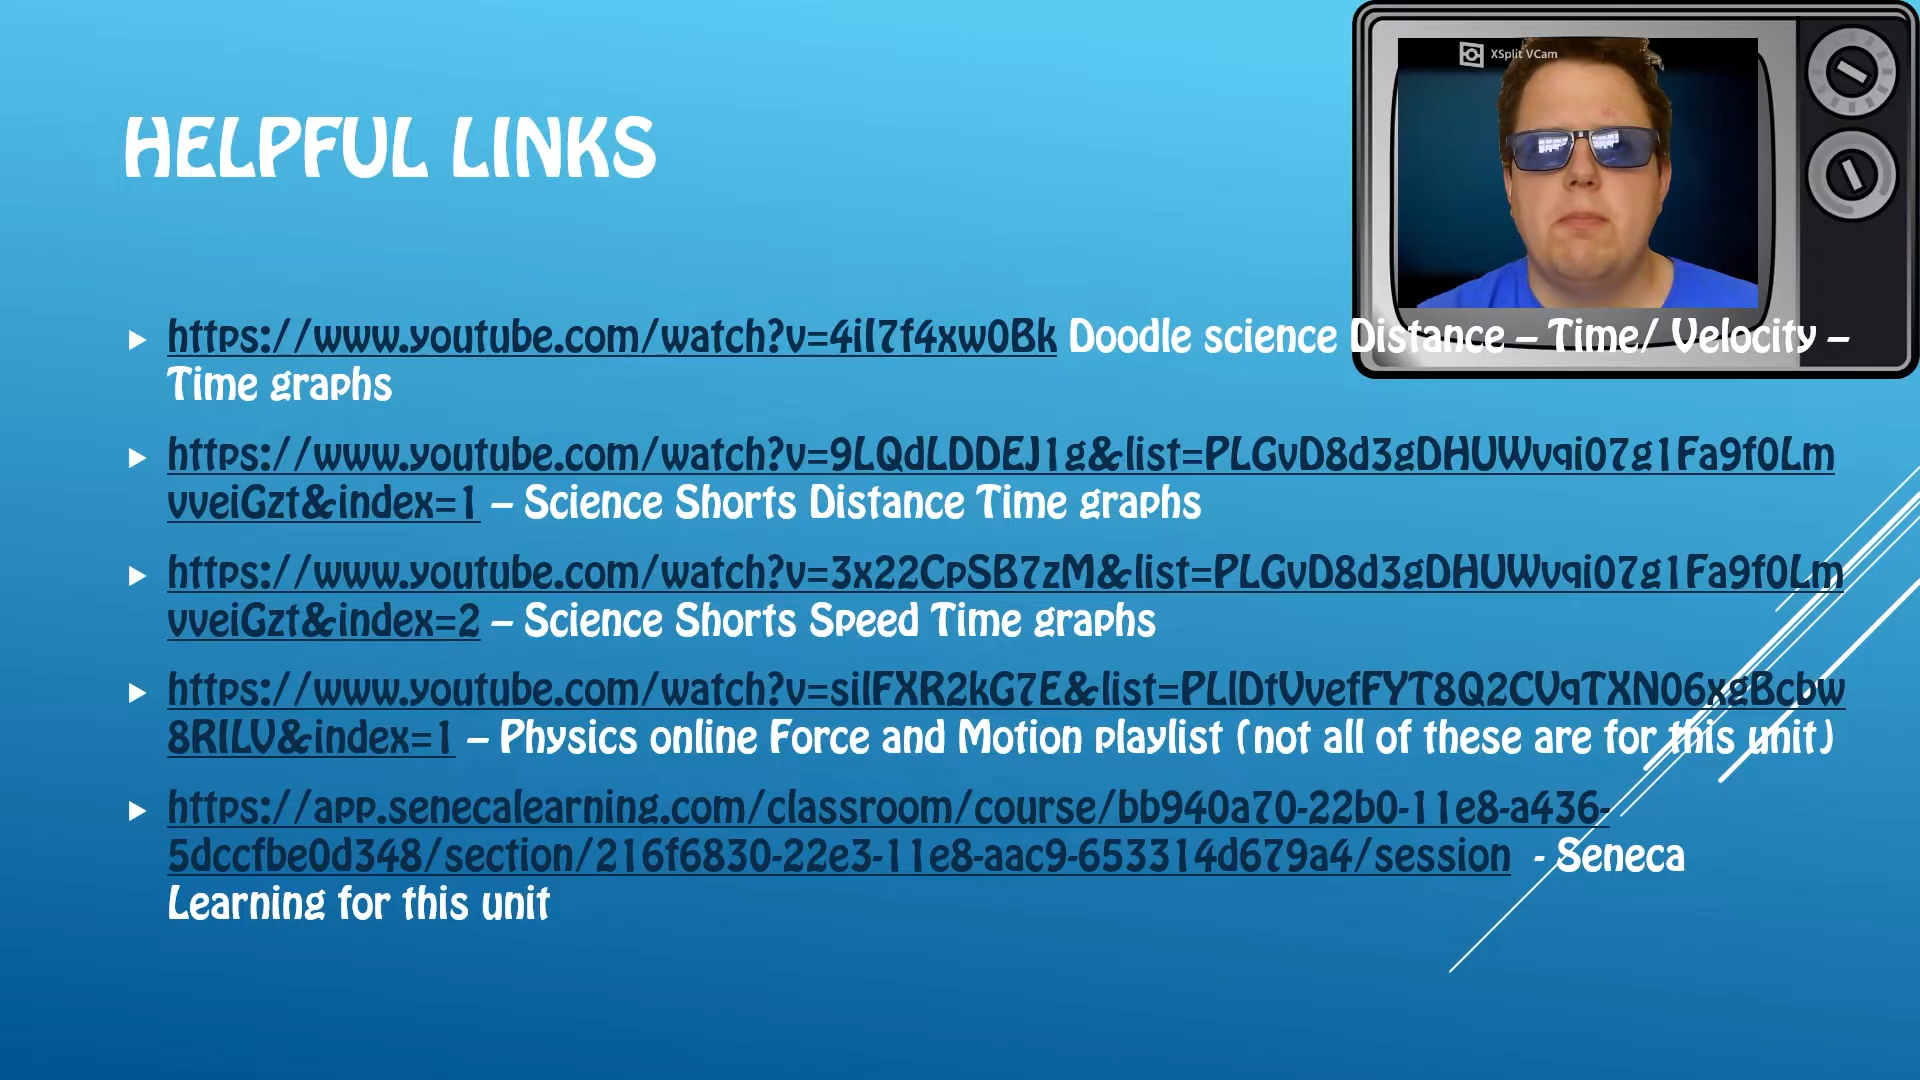 XSplit VCam
HELPFUL LINKS
https://www.youtube.com/watch?v=4il7f4xw0Bk Doodle science Distance – Time/ Velocity –
Time graphs
https://www.youtube.com/watch?v=9LQdLDDEJ1g&list=PLGvD8d3gDHUWvqi07g1Fa9f0Lm
vveiGzt&index=1 – Science Shorts Distance Time graphs
https://www.youtube.com/watch?v=3x22CpSB7zM&list=PLGvD8d3gDHUWvqi07g1Fa9f0Lm
vveiGzt&index=2 – Science Shorts Speed Time graphs
https://www.youtube.com/watch?v=silFXR2kG7E&list=PLlDtVvefFYT8Q2CVqTXN06xgBcbw
8RILV&index=1 – Physics online Force and Motion playlist (not all of these are for this unit)
https://app.senecalearning.com/classroom/course/bb940a70-22b0-11e8-a436-
5dccfbe0d348/section/216f6830-22e3-11e8-aac9-653314d679a4/session  - Seneca
Learning for this unit